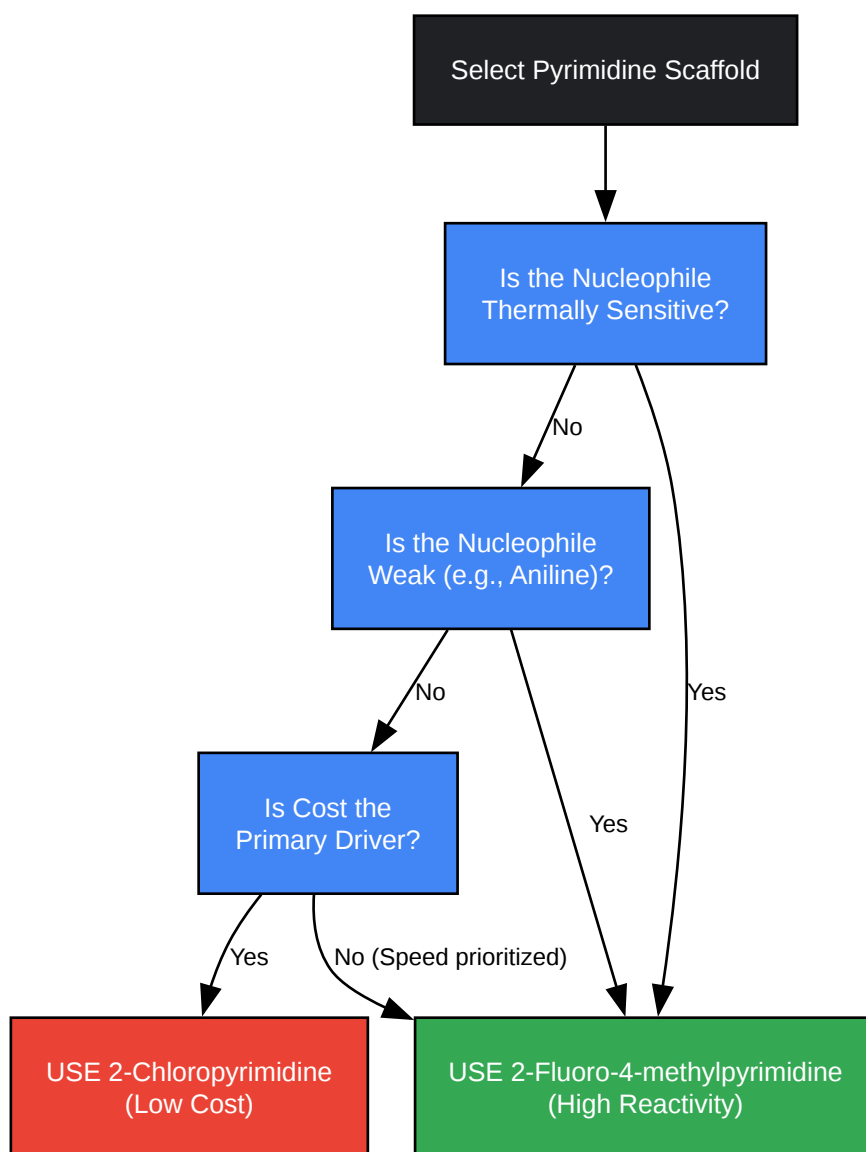 Select Pyrimidine Scaffold
Is the Nucleophile
Thermally Sensitive?
No
Is the Nucleophile
Weak (e.g., Aniline)?
No
Yes
Is Cost the
Primary Driver?
Yes
Yes
No (Speed prioritized)
USE 2-Chloropyrimidine
(Low Cost)
USE 2-Fluoro-4-methylpyrimidine
(High Reactivity)